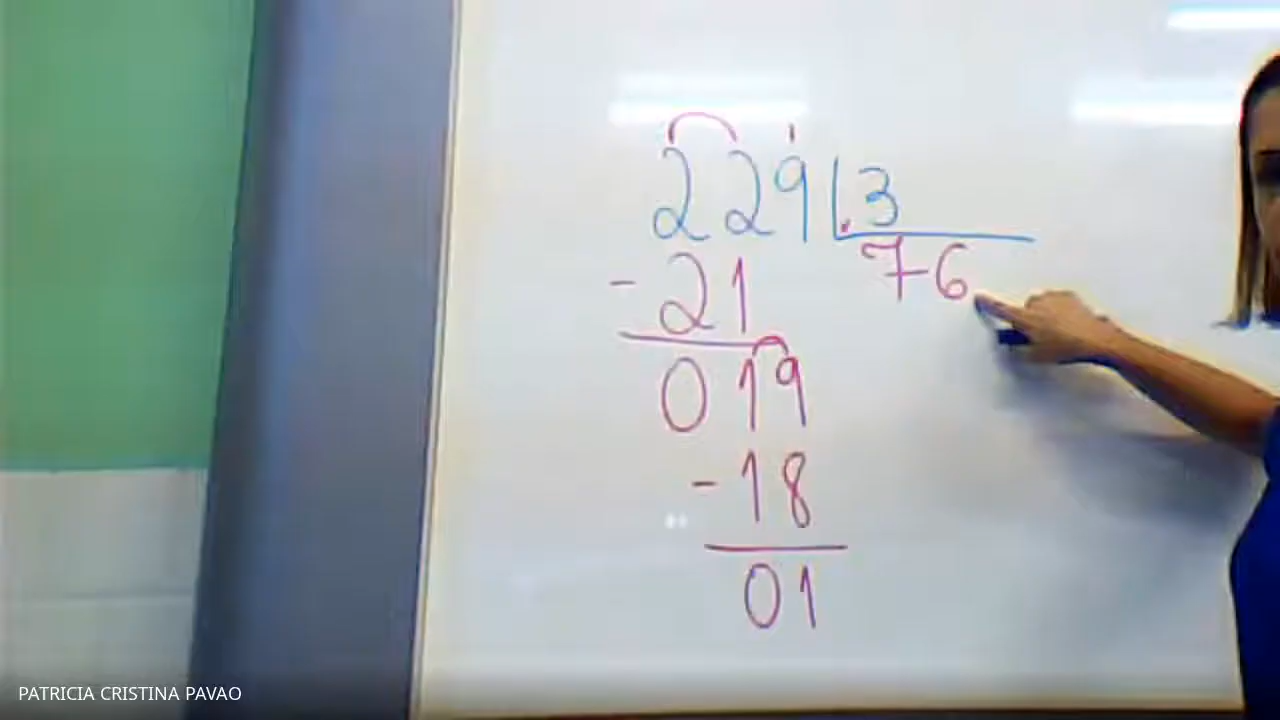 229 3
- 21 76
019
- 18
01
PATRICIA CRISTINA PAVAO